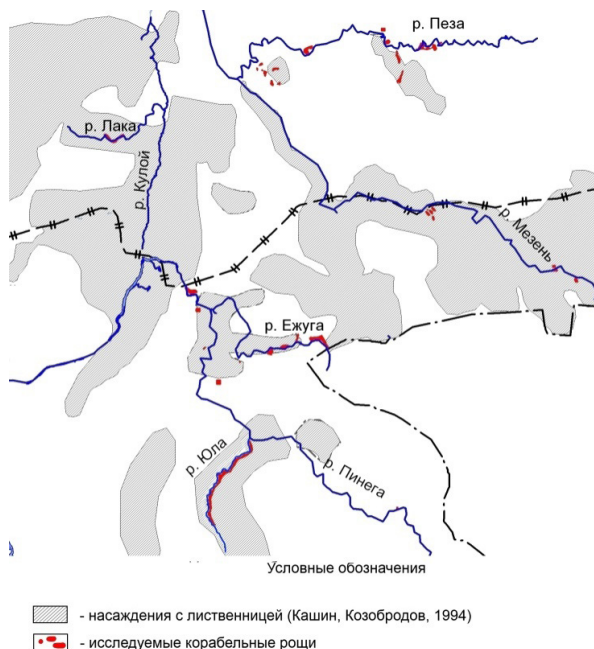 р. Пеза
р. Лака
р. Кулой
р. Мезень
р. Ежуга
р. Юла
р. Пинега
Условные обозначения
- насаждения с лиственницей (Кашин, Козобродов, 1994)
- исследуемые корабельные рощи